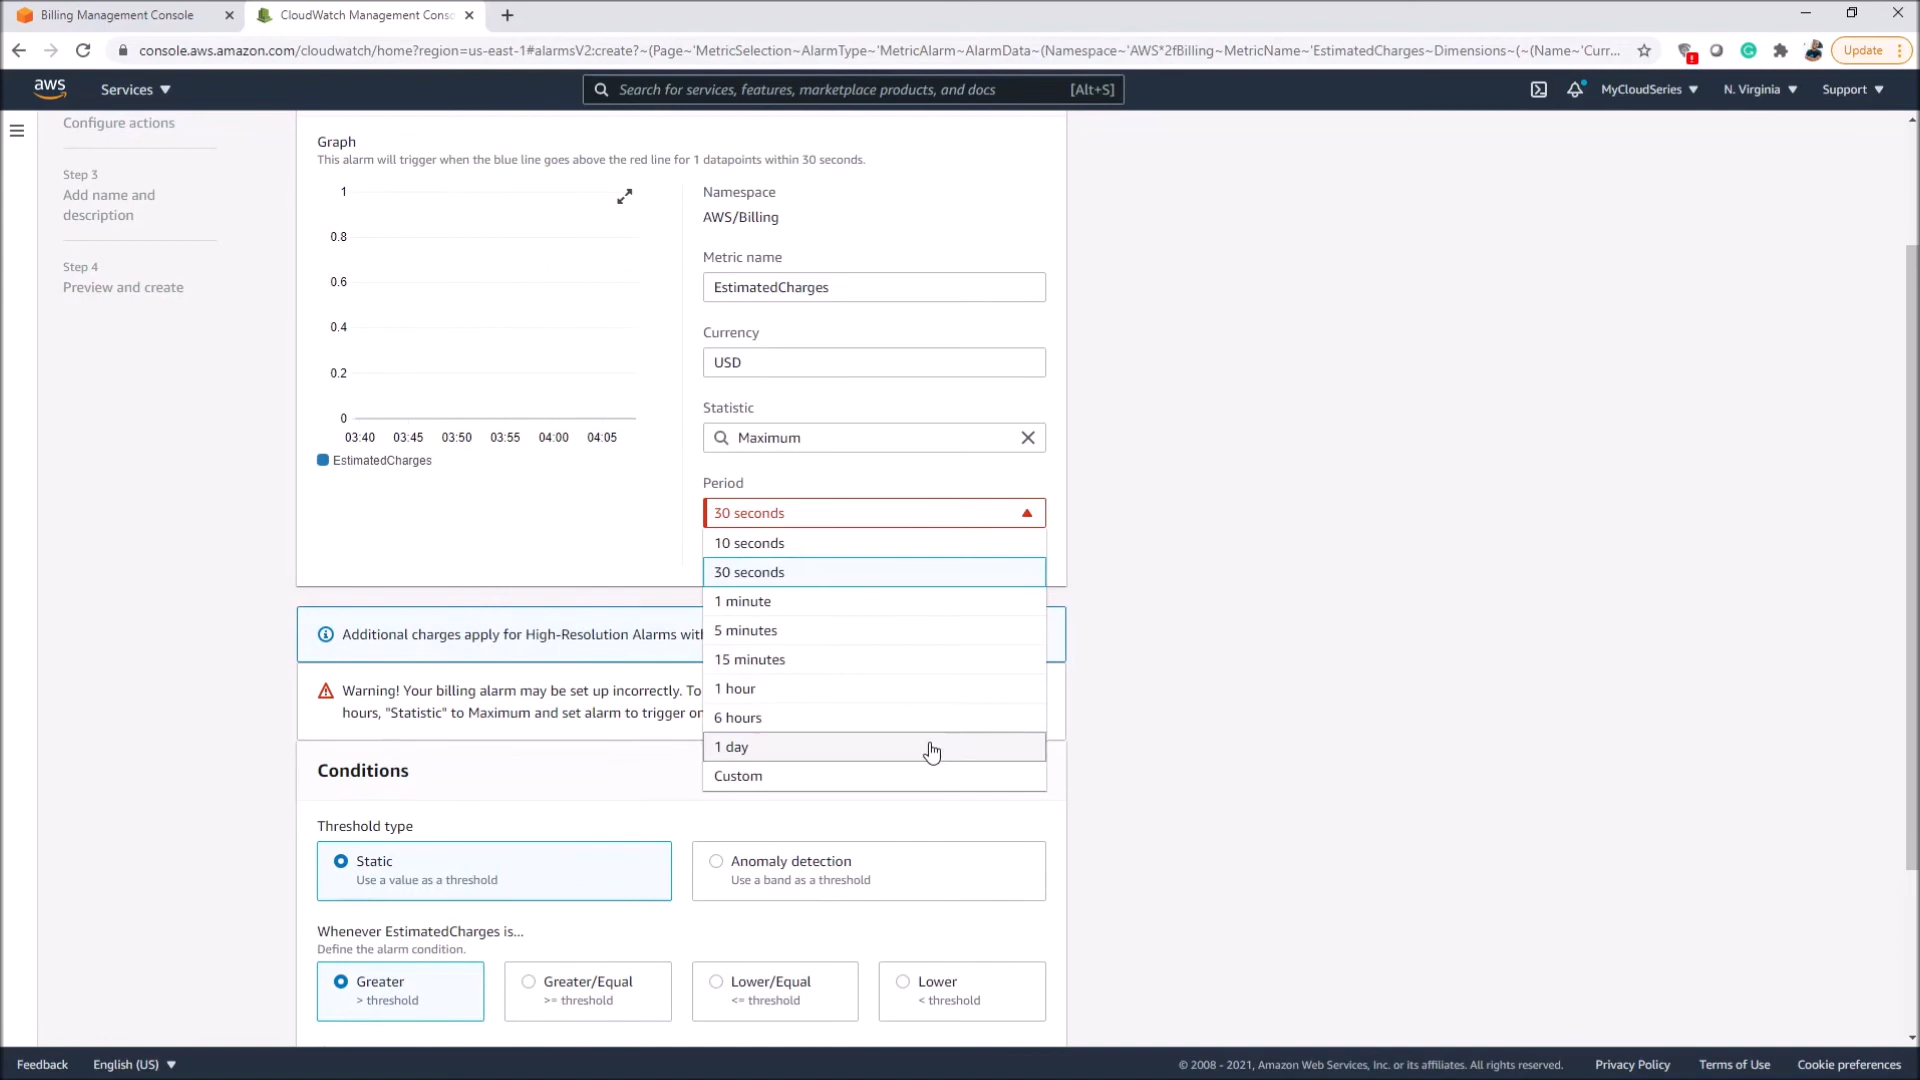 Billing Management Console
CloudWatch Management Consc
console.aws.amazon.com/cloudwatch/home?region=us-east-1#alarmsV2:create?~(Page~'MetricSelection~AlarmType~'MetricAlarm~AlarmData~(Namespace~'AWS*2fBilling~MetricName~'EstimatedCharges~Dimensions~(~(Name~'Curr...
Update
aws
Services
Search for services, features, marketplace products, and docs
[Alt+S]
MyCloudSeries
N. Virginia
Support
Configure actions
Step 3
Add name and
description
Step 4
Preview and create
Graph
This alarm will trigger when the blue line goes above the red line for 1 datapoints within 30 seconds.
1
0.8
0.6
0.4
0.2
0
03:40 03:45 03:50 03:55 04:00 04:05
EstimatedCharges
Namespace
AWS/Billing
Metric name
EstimatedCharges
Currency
USD
Statistic
Maximum
Period
30 seconds
10 seconds
30 seconds
1 minute
5 minutes
15 minutes
1 hour
6 hours
1 day
Custom
Additional charges apply for High-Resolution Alarms with
Warning! Your billing alarm may be set up incorrectly. To
hours, "Statistic" to Maximum and set alarm to trigger on
Conditions
Threshold type
Static
Use a value as a threshold
Anomaly detection
Use a band as a threshold
Whenever EstimatedCharges is...
Define the alarm condition.
Greater
> threshold
Greater/Equal
>= threshold
Lower/Equal
<= threshold
Lower
< threshold
Feedback
English (US)
© 2008 - 2021, Amazon Web Services, Inc. or its affiliates. All rights reserved.
Privacy Policy
Terms of Use
Cookie preferences